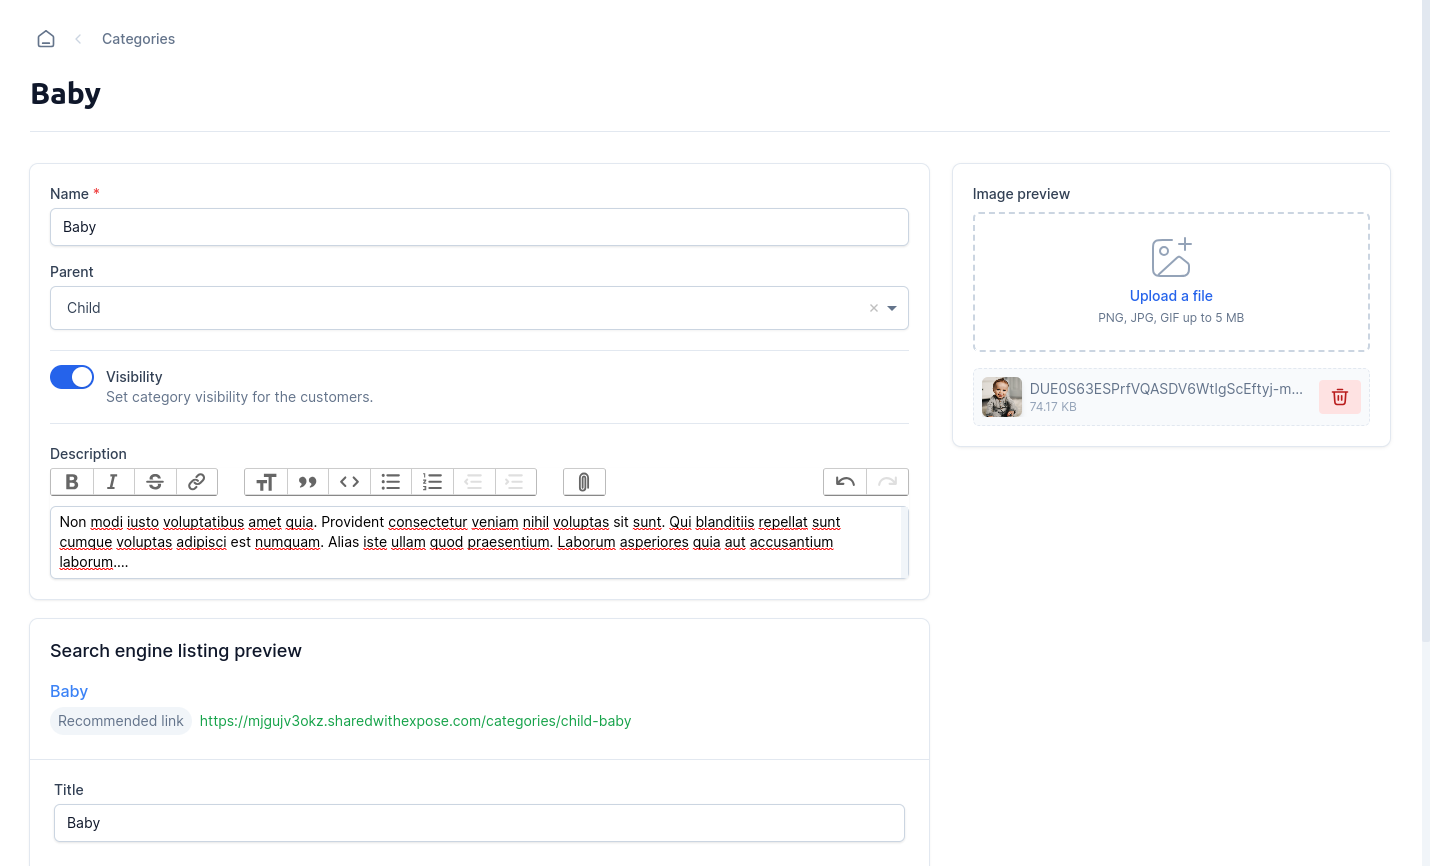 Categories
Baby
Name *
Baby
Parent
Child
Visibility
Set category visibility for the customers.
Description
Non modi iusto voluptatibus amet quia. Provident consectetur veniam nihil voluptas sit sunt. Qui blanditiis repellat sunt
cumque voluptas adipisci est numquam. Alias iste ullam quod praesentium. Laborum asperiores quia aut accusantium
laborum....
Search engine listing preview
Baby
Recommended link https://mjgujv3okz.sharedwithexpose.com/categories/child-baby
Title
Baby
Image preview
Upload a file
PNG, JPG, GIF up to 5 MB
DUE0S63ESPrfVQASDV6WtIgScEftyj-m...
74.17 KB